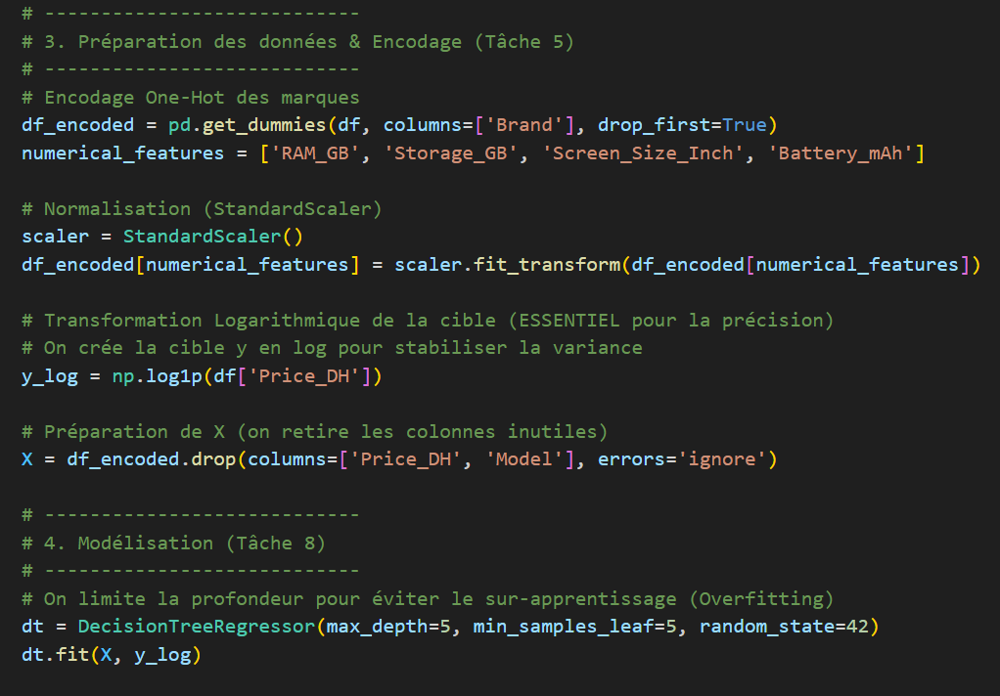 # ----------------------------
# 3. Préparation des données & Encodage (Tâche 5)
# ----------------------------
# Encodage One-Hot des marques
df_encoded = pd.get_dummies(df, columns=['Brand'], drop_first=True)
numerical_features = ['RAM_GB', 'Storage_GB', 'Screen_Size_Inch', 'Battery_mAh']

# Normalisation (StandardScaler)
scaler = StandardScaler()
df_encoded[numerical_features] = scaler.fit_transform(df_encoded[numerical_features])

# Transformation Logarithmique de la cible (ESSENTIEL pour la précision)
# On crée la cible y en log pour stabiliser la variance
y_log = np.log1p(df['Price_DH'])

# Préparation de X (on retire les colonnes inutiles)
X = df_encoded.drop(columns=['Price_DH', 'Model'], errors='ignore')

# ----------------------------
# 4. Modélisation (Tâche 8)
# ----------------------------
# On limite la profondeur pour éviter le sur-apprentissage (Overfitting)
dt = DecisionTreeRegressor(max_depth=5, min_samples_leaf=5, random_state=42)
dt.fit(X, y_log)